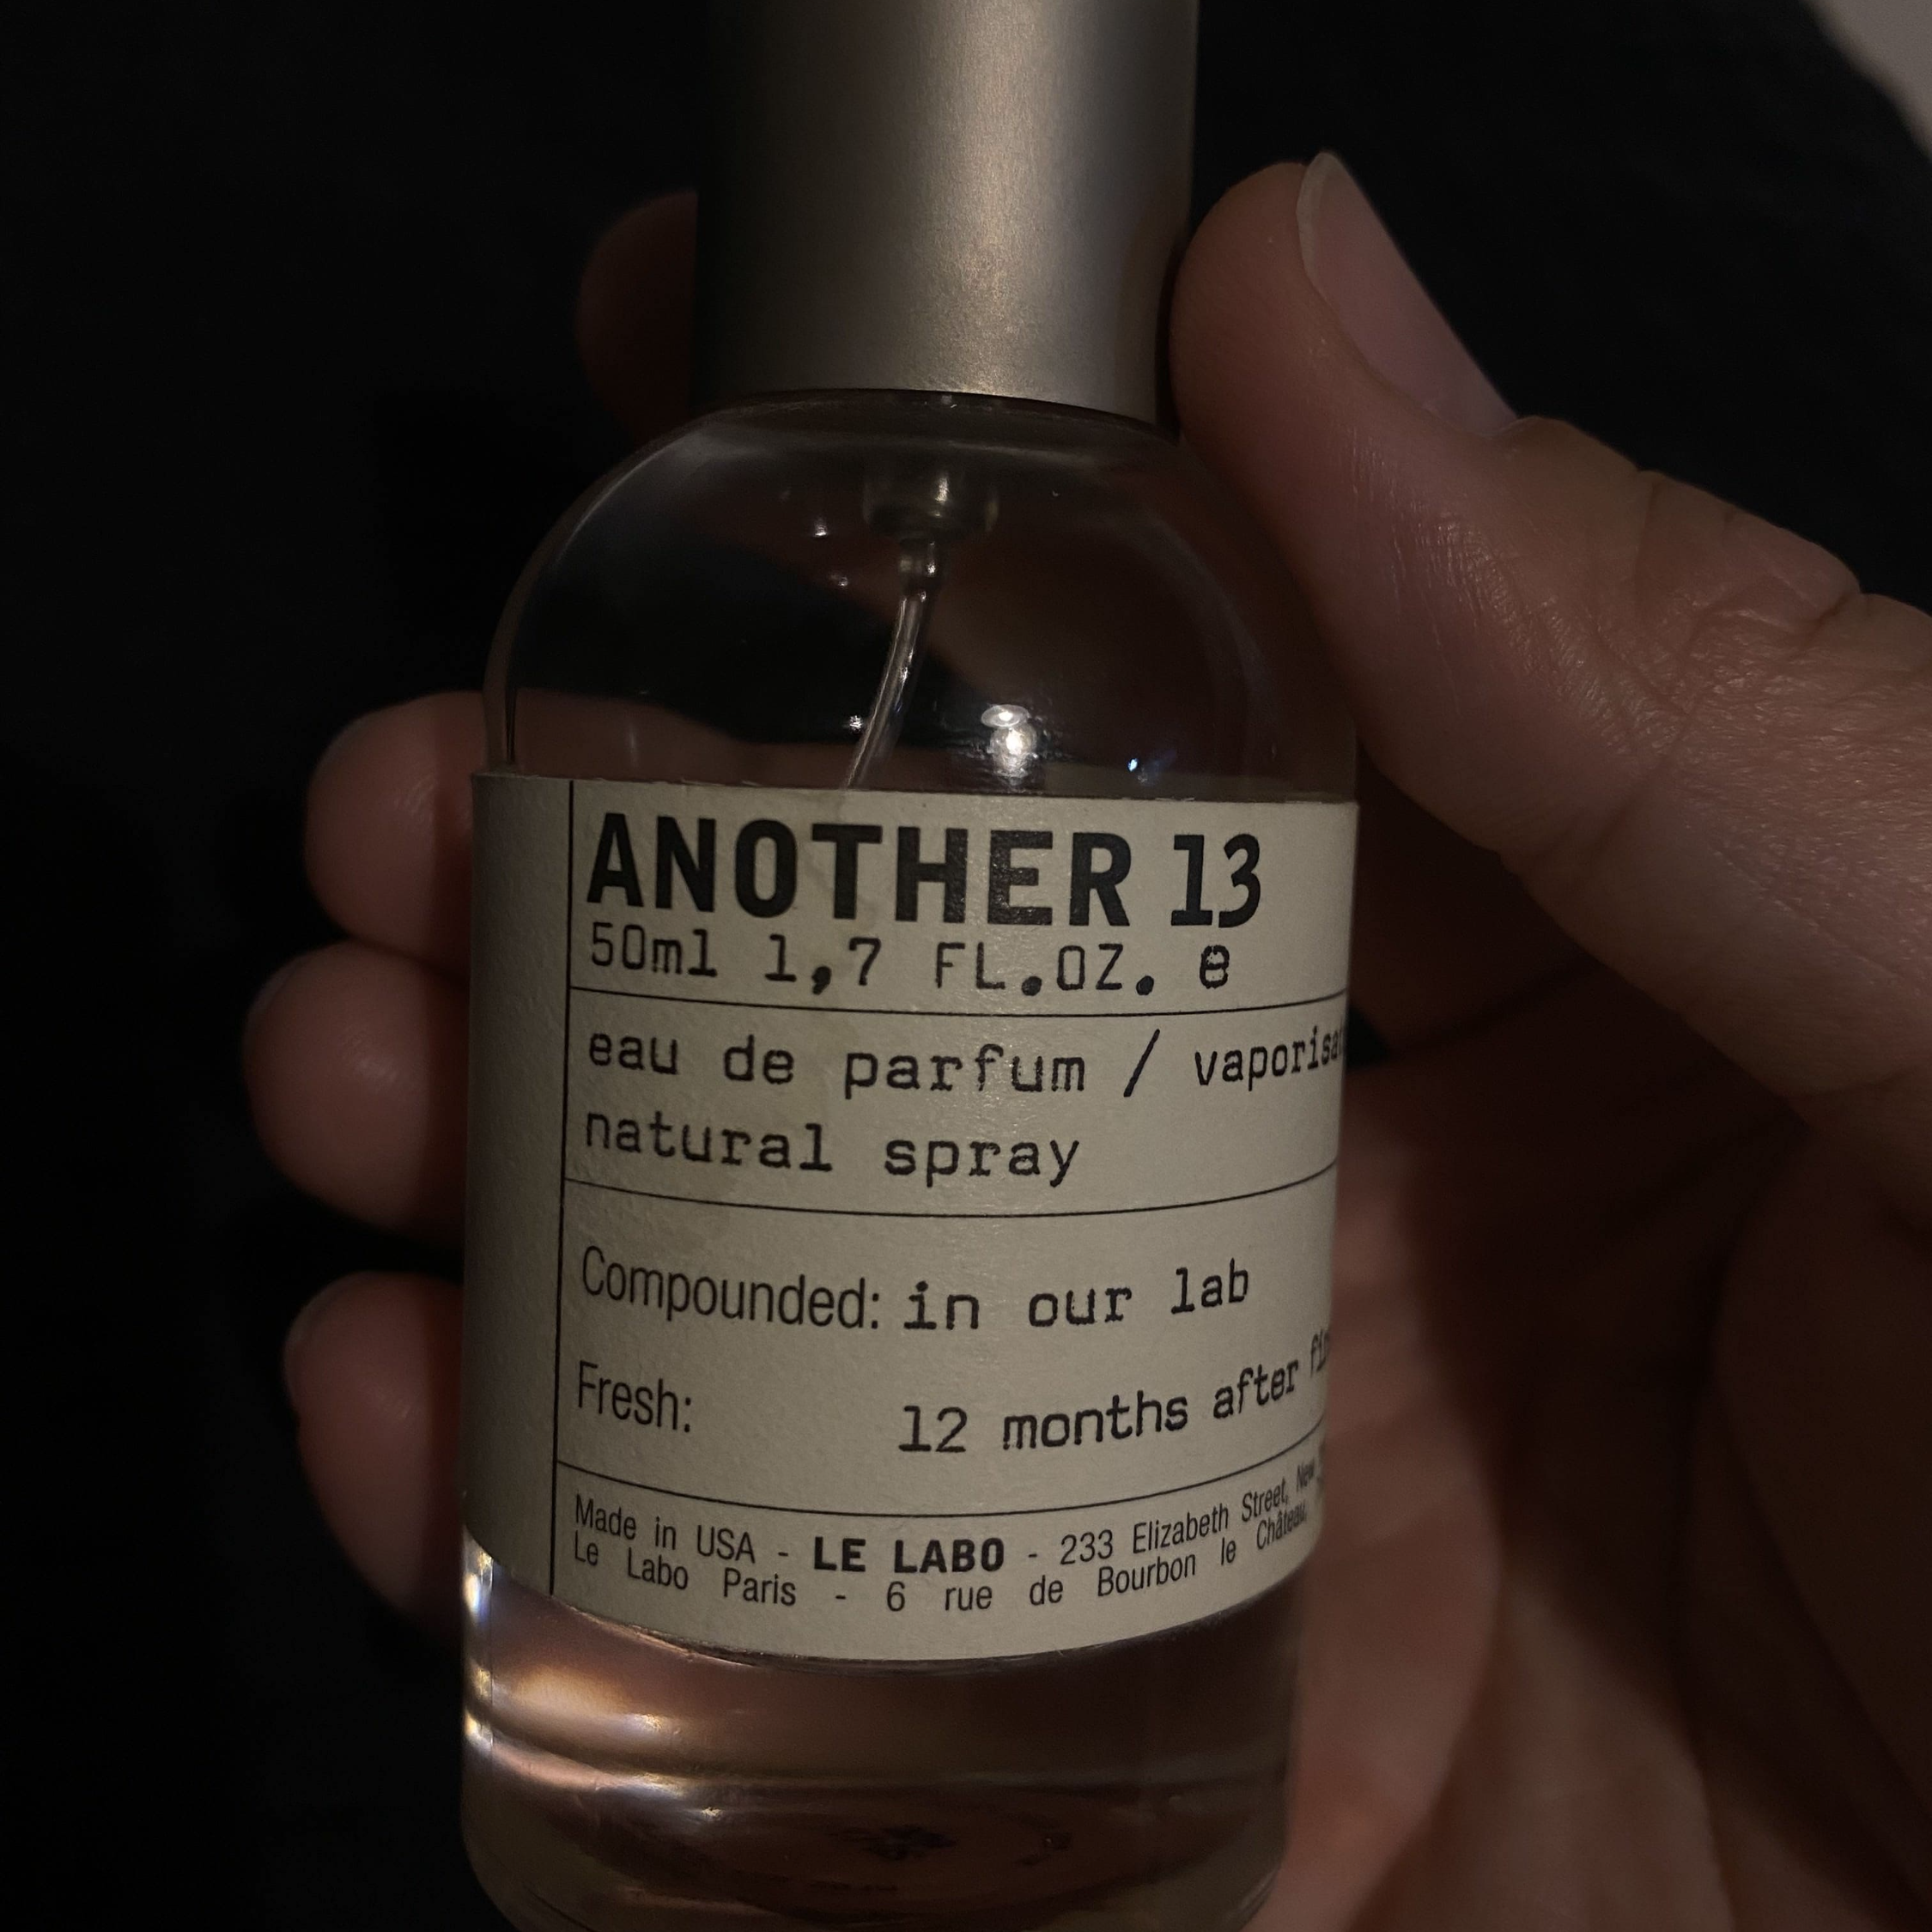 ANOTHER 13
50ml 1,7 FL.OZ. e
eau de parfum /
natural spray
Compounded: in our lab
Fresh: 12 months after
Made in USA - LE LABO - 233 Elizabeth Street, New
Le Labo Paris - 6 rue de Bourbon le Château,